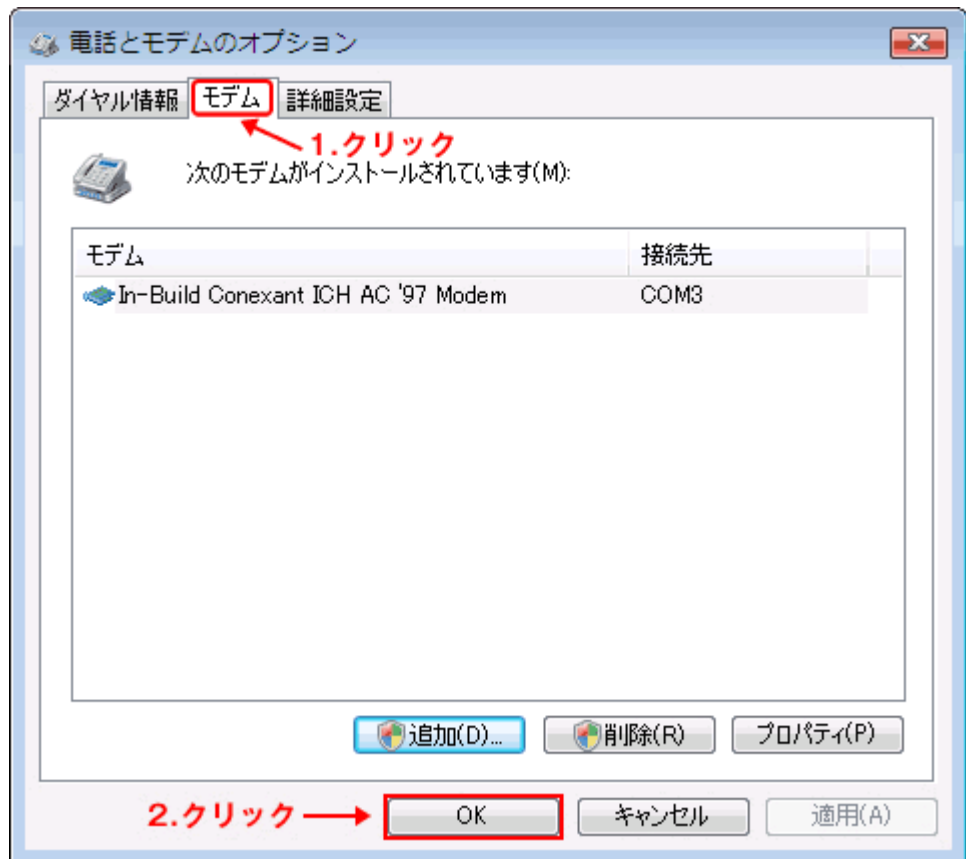 電話とモデムのオプション
ダイヤル情報 モデム 詳細設定
1.クリック
次のモデムがインストールされています(M):
モデム 接続先
In-Build Conexant ICH AC '97 Modem COM3
追加(D)... 削除(R) プロパティ(P)
2.クリック OK キャンセル 適用(A)